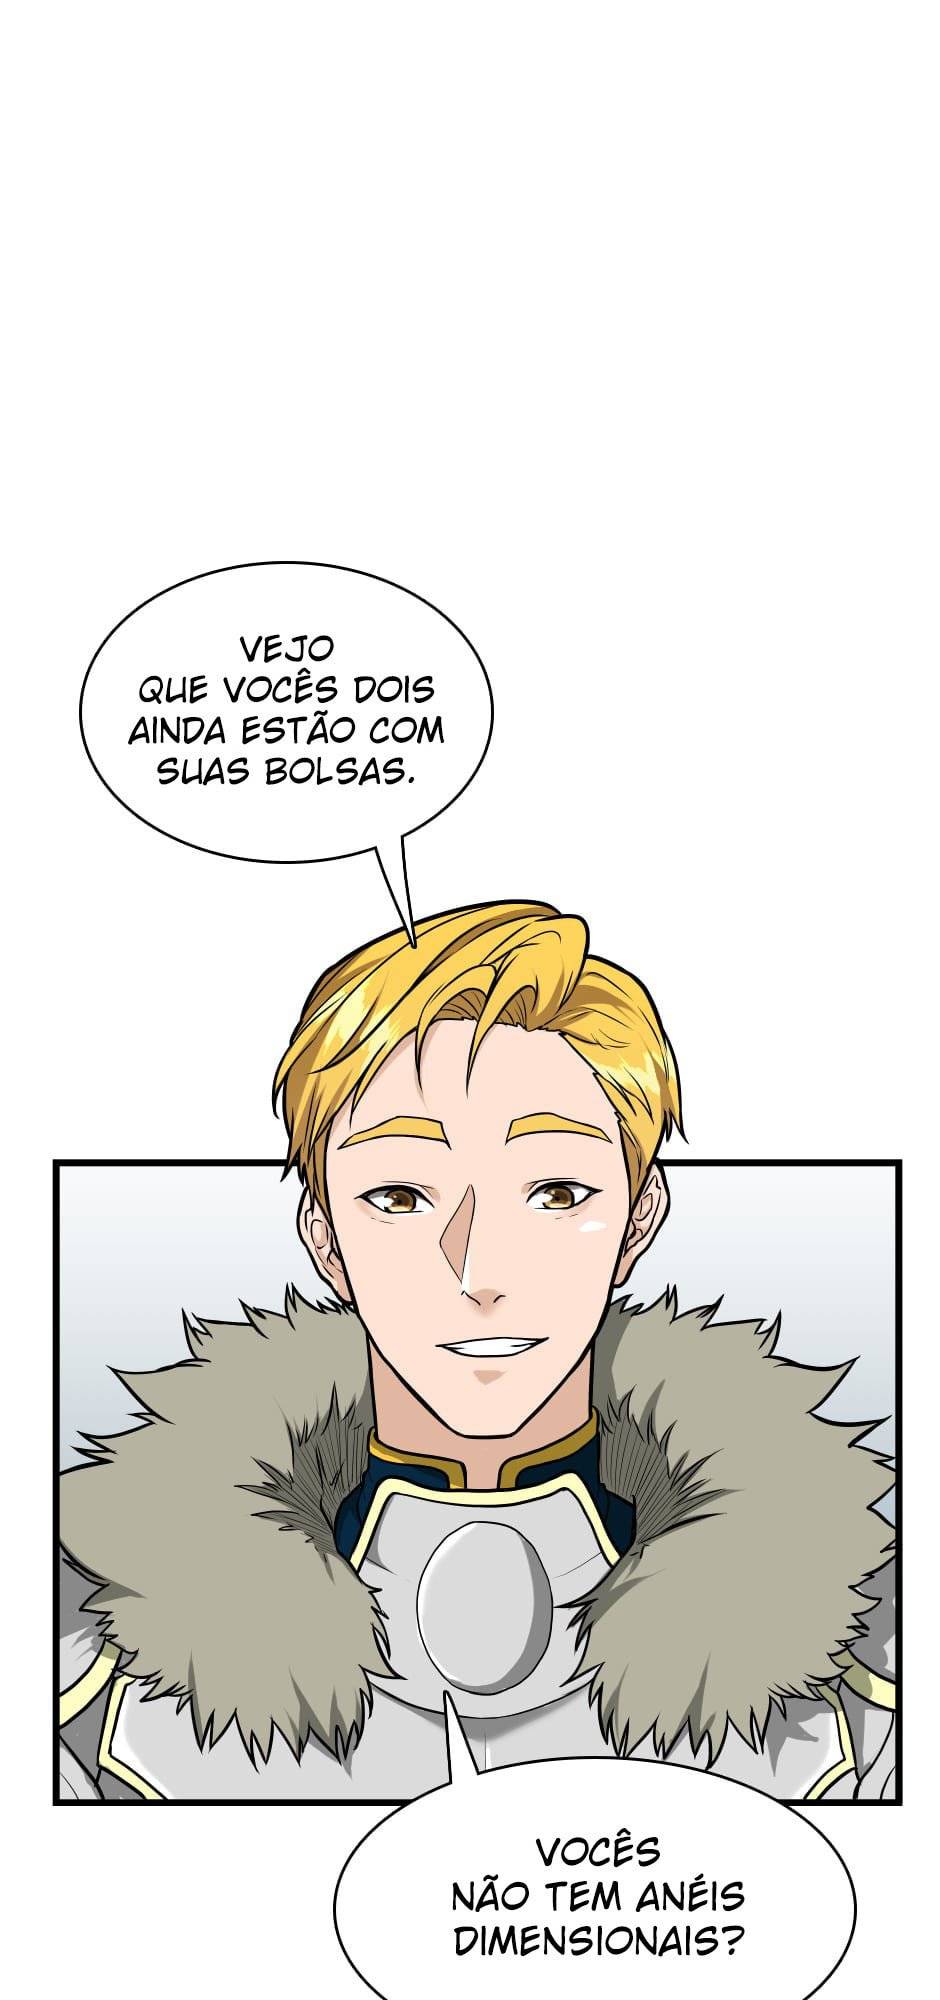 VEJO
QUE VOCÊS DOIS
AINDA ESTÃO COM
SUAS BOLSAS.
VOCÊS
NÃO TEM ANÉIS
DIMENSIONAIS?